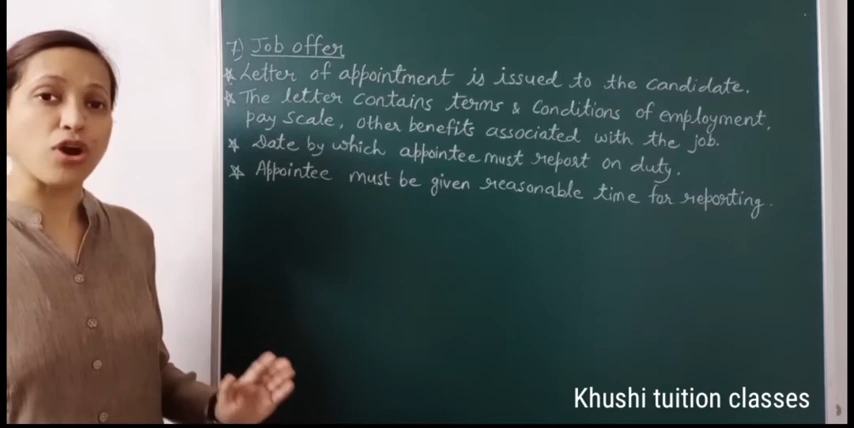 7) Job offer
* Letter of appointment is issued to the candidate.
* The letter contains terms & conditions of employment,
pay scale, other benefits associated with the job.
* Date by which appointee must report on duty.
* Appointee must be given reasonable time for reporting.
Khushi tuition classes